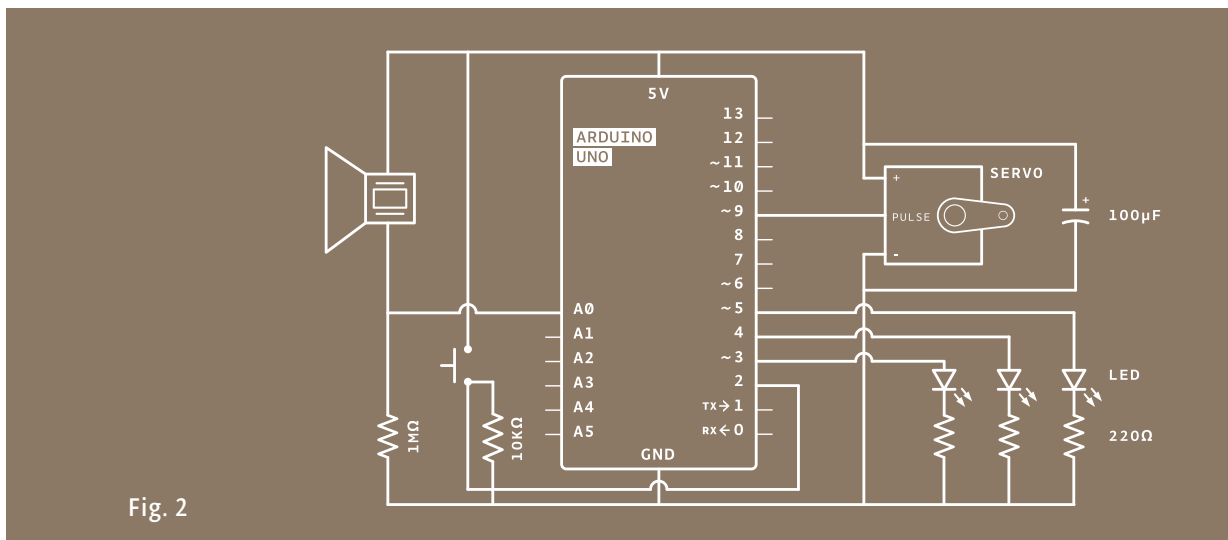 5V
ARDUINO
UNO
13
12
~11
~10
~9
8
7
~6
~5
4
~3
2
TX→1
RX←0
A0
A1
A2
A3
A4
A5
GND
1MΩ
10KΩ
SERVO
+
PULSE
-
+
100µF
LED
220Ω
Fig. 2